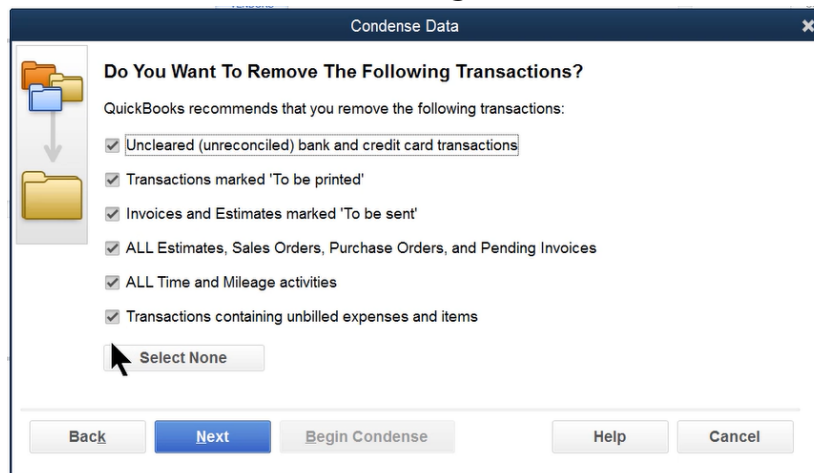 Condense Data
Do You Want To Remove The Following Transactions?
QuickBooks recommends that you remove the following transactions:
Uncleared (unreconciled) bank and credit card transactions
Transactions marked 'To be printed'
Invoices and Estimates marked 'To be sent'
ALL Estimates, Sales Orders, Purchase Orders, and Pending Invoices
ALL Time and Mileage activities
Transactions containing unbilled expenses and items
Select None
Back Next Begin Condense Help Cancel